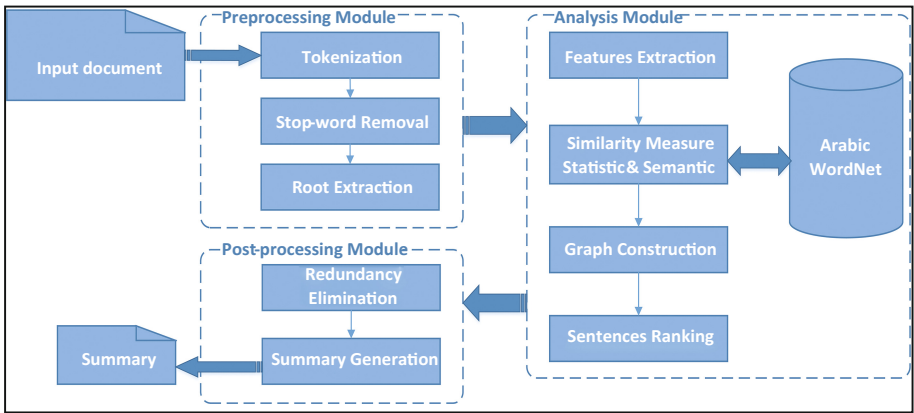 Preprocessing Module
Input document
Tokenization
Stop-word Removal
Root Extraction
Analysis Module
Features Extraction
Similarity Measure
Statistic& Semantic
Arabic
WordNet
Graph Construction
Sentences Ranking
Post-processing Module
Redundancy
Elimination
Summary Generation
Summary